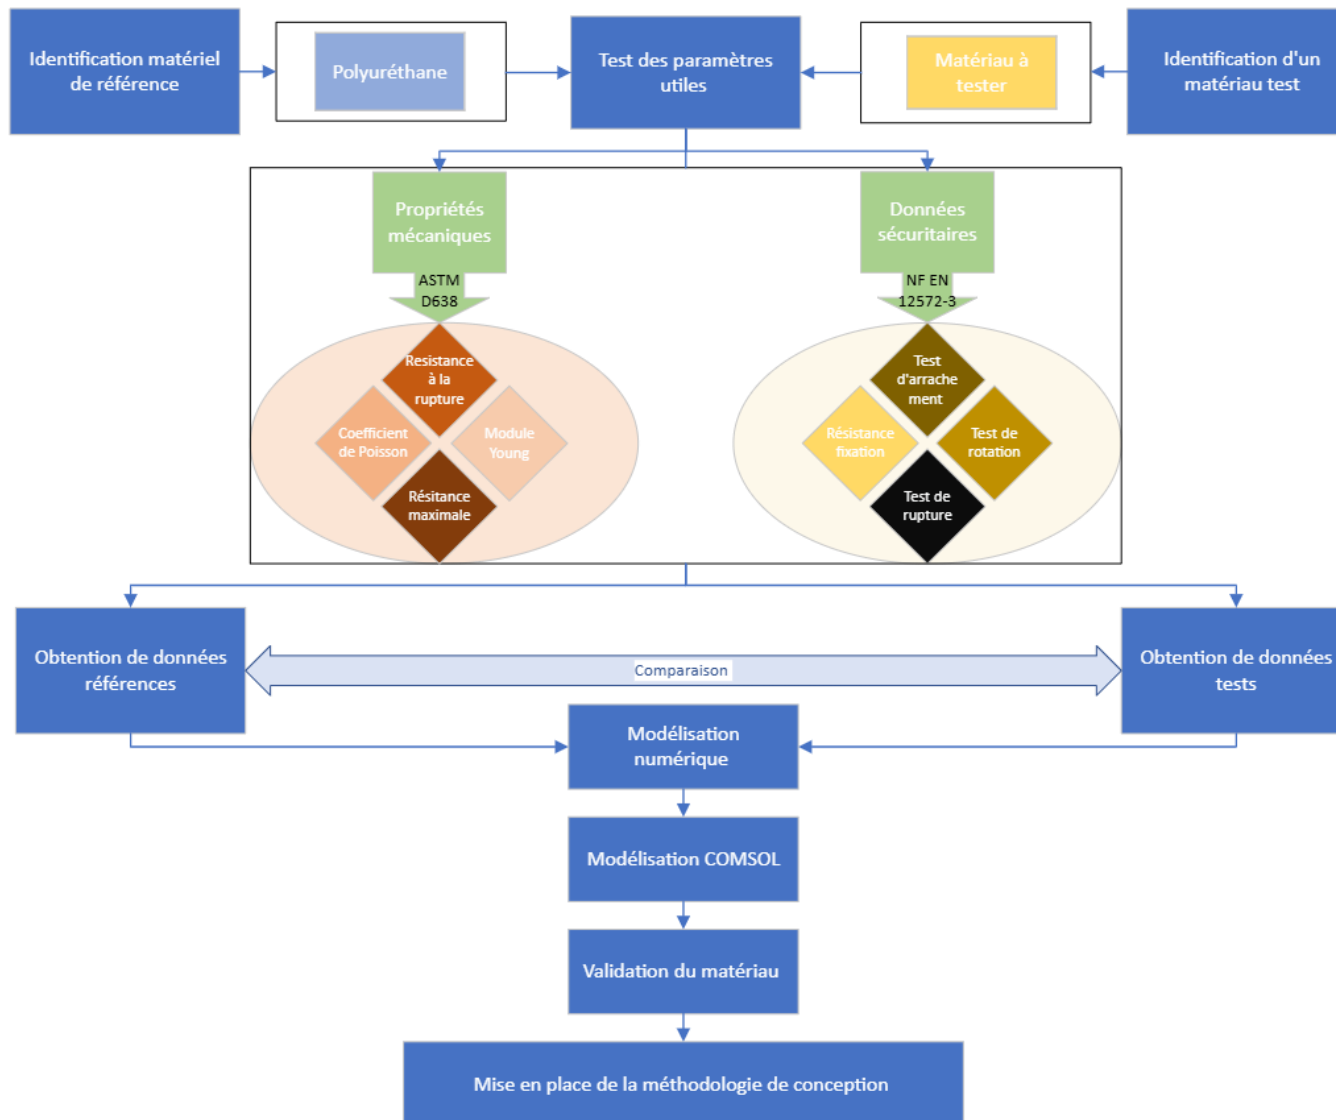 Identification matériel
de référence
Polyuréthane
Test des paramètres
utiles
Matériau à
tester
Identification d'un
matériau test
Propriétés
mécaniques
Données
sécuritaires
ASTM
D638
NF EN
12572-3
Resistance
à la
rupture
Coefficient
de Poisson
Module
Young
Résitance
maximale
Test
d'arrache
ment
Résistance
fixation
Test de
rotation
Test de
rupture
Obtention de données
références
Comparaison
Obtention de données
tests
Modélisation
numérique
Modélisation COMSOL
Validation du matériau
Mise en place de la méthodologie de conception